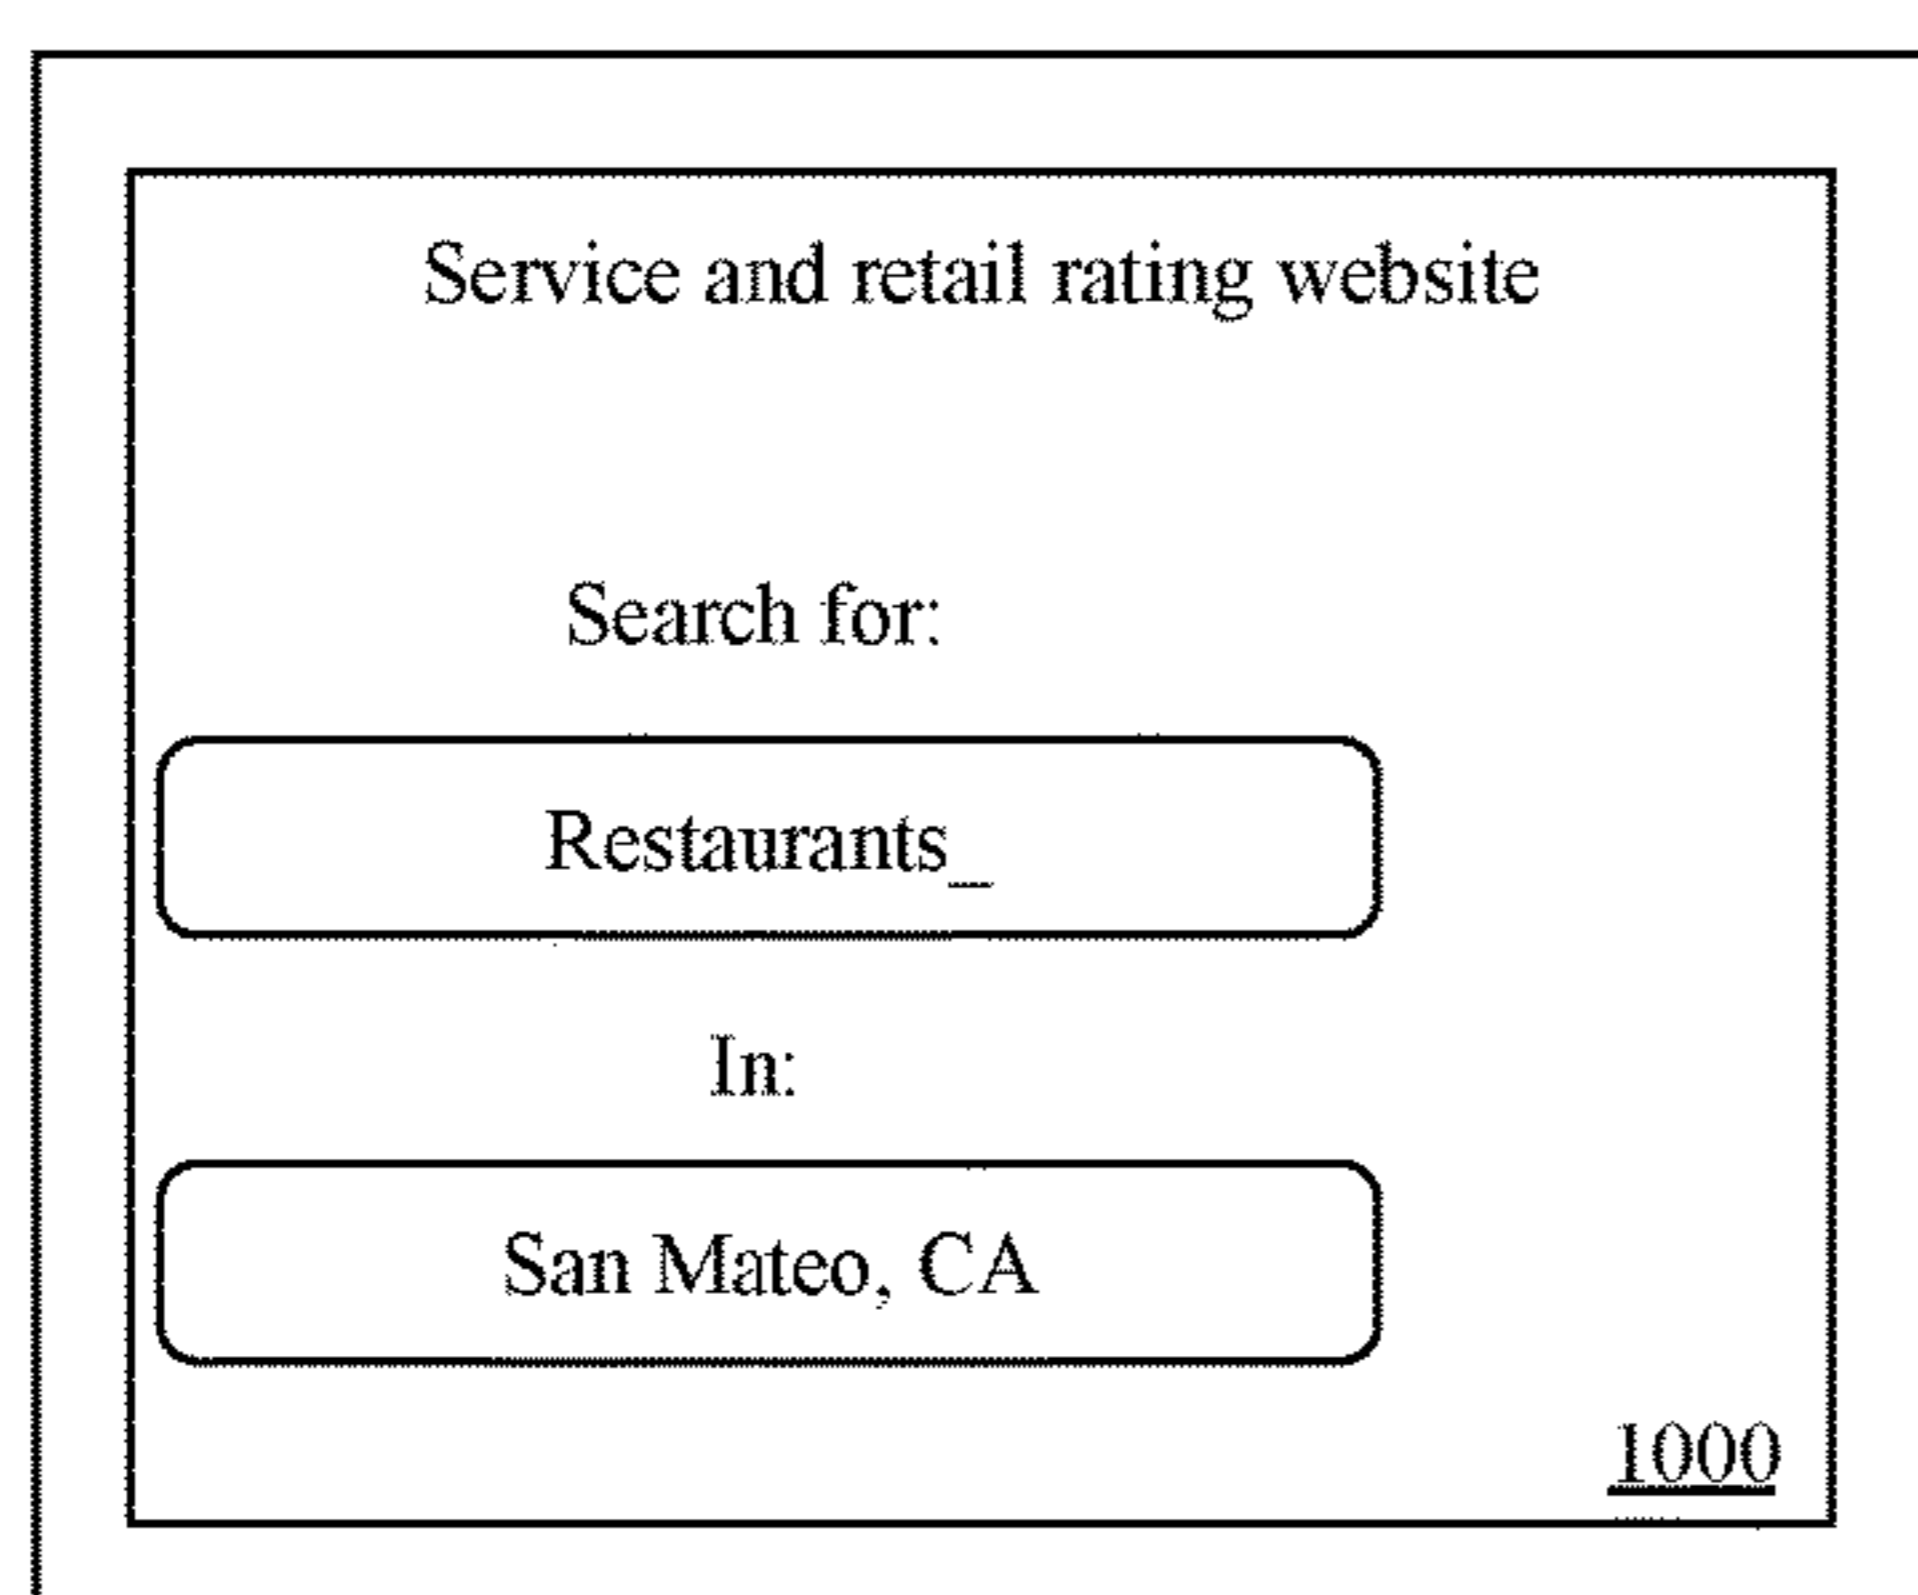 Service and retail rating website
Search for:
Restaurants_
In:
San Mateo, CA
1000